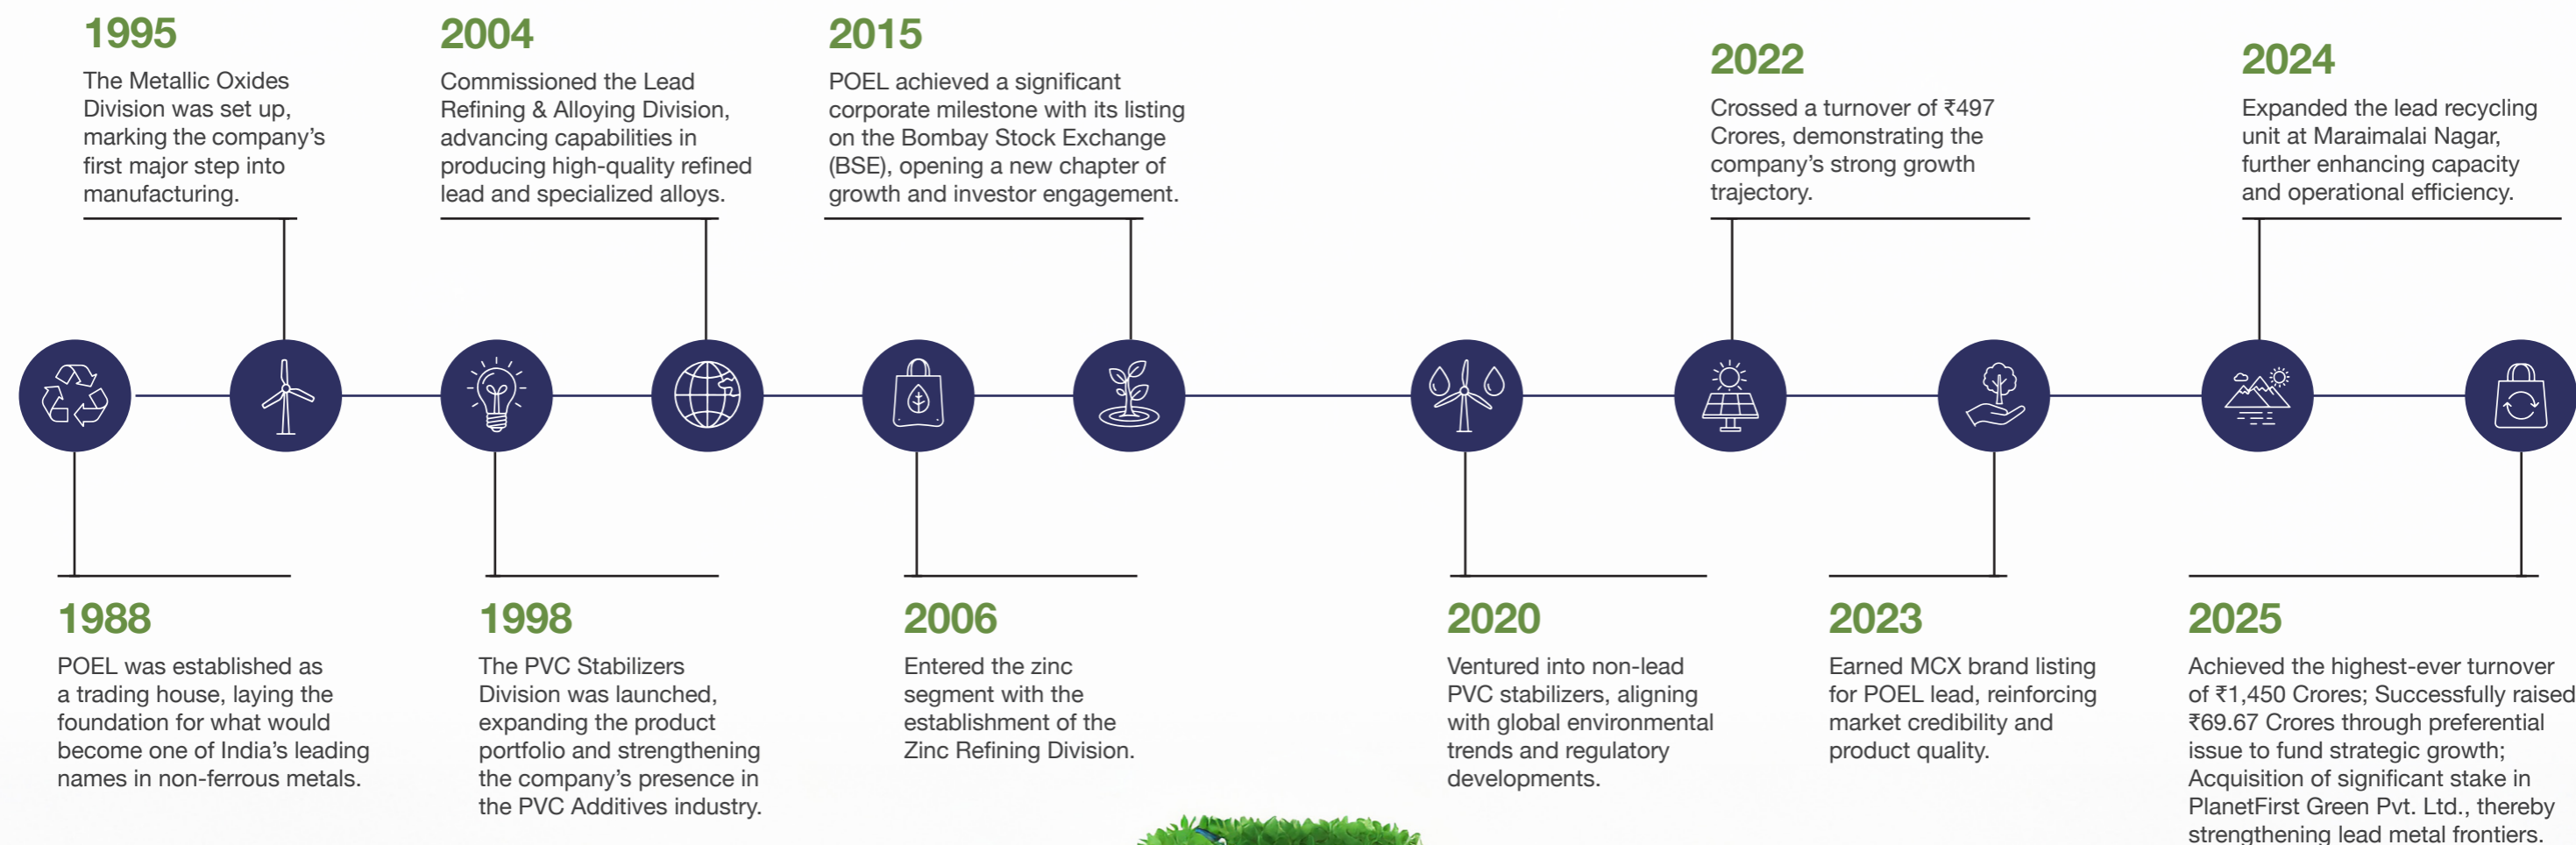 1995
The Metallic Oxides
Division was set up,
marking the company’s
first major step into
manufacturing.
2004
Commissioned the Lead
Refining & Alloying Division,
advancing capabilities in
producing high-quality refined
lead and specialized alloys.
2015
POEL achieved a significant
corporate milestone with its listing
on the Bombay Stock Exchange
(BSE), opening a new chapter of
growth and investor engagement.
2022
Crossed a turnover of ₹497
Crores, demonstrating the
company’s strong growth
trajectory.
2024
Expanded the lead recycling
unit at Maraimalai Nagar,
further enhancing capacity
and operational efficiency.
1988
POEL was established as
a trading house, laying the
foundation for what would
become one of India’s leading
names in non-ferrous metals.
1998
The PVC Stabilizers
Division was launched,
expanding the product
portfolio and strengthening
the company’s presence in
the PVC Additives industry.
2006
Entered the zinc
segment with the
establishment of the
Zinc Refining Division.
2020
Ventured into non-lead
PVC stabilizers, aligning
with global environmental
trends and regulatory
developments.
2023
Earned MCX brand listing
for POEL lead, reinforcing
market credibility and
product quality.
2025
Achieved the highest-ever turnover
of ₹1,450 Crores; Successfully raised
₹69.67 Crores through preferential
issue to fund strategic growth;
Acquisition of significant stake in
PlanetFirst Green Pvt. Ltd., thereby
strengthening lead metal frontiers.